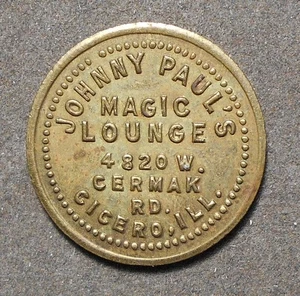 JOHNNY PAUL'S
MAGIC
LOUNGE
4820 W.
CERMAK
RD.
CICERO, ILL.